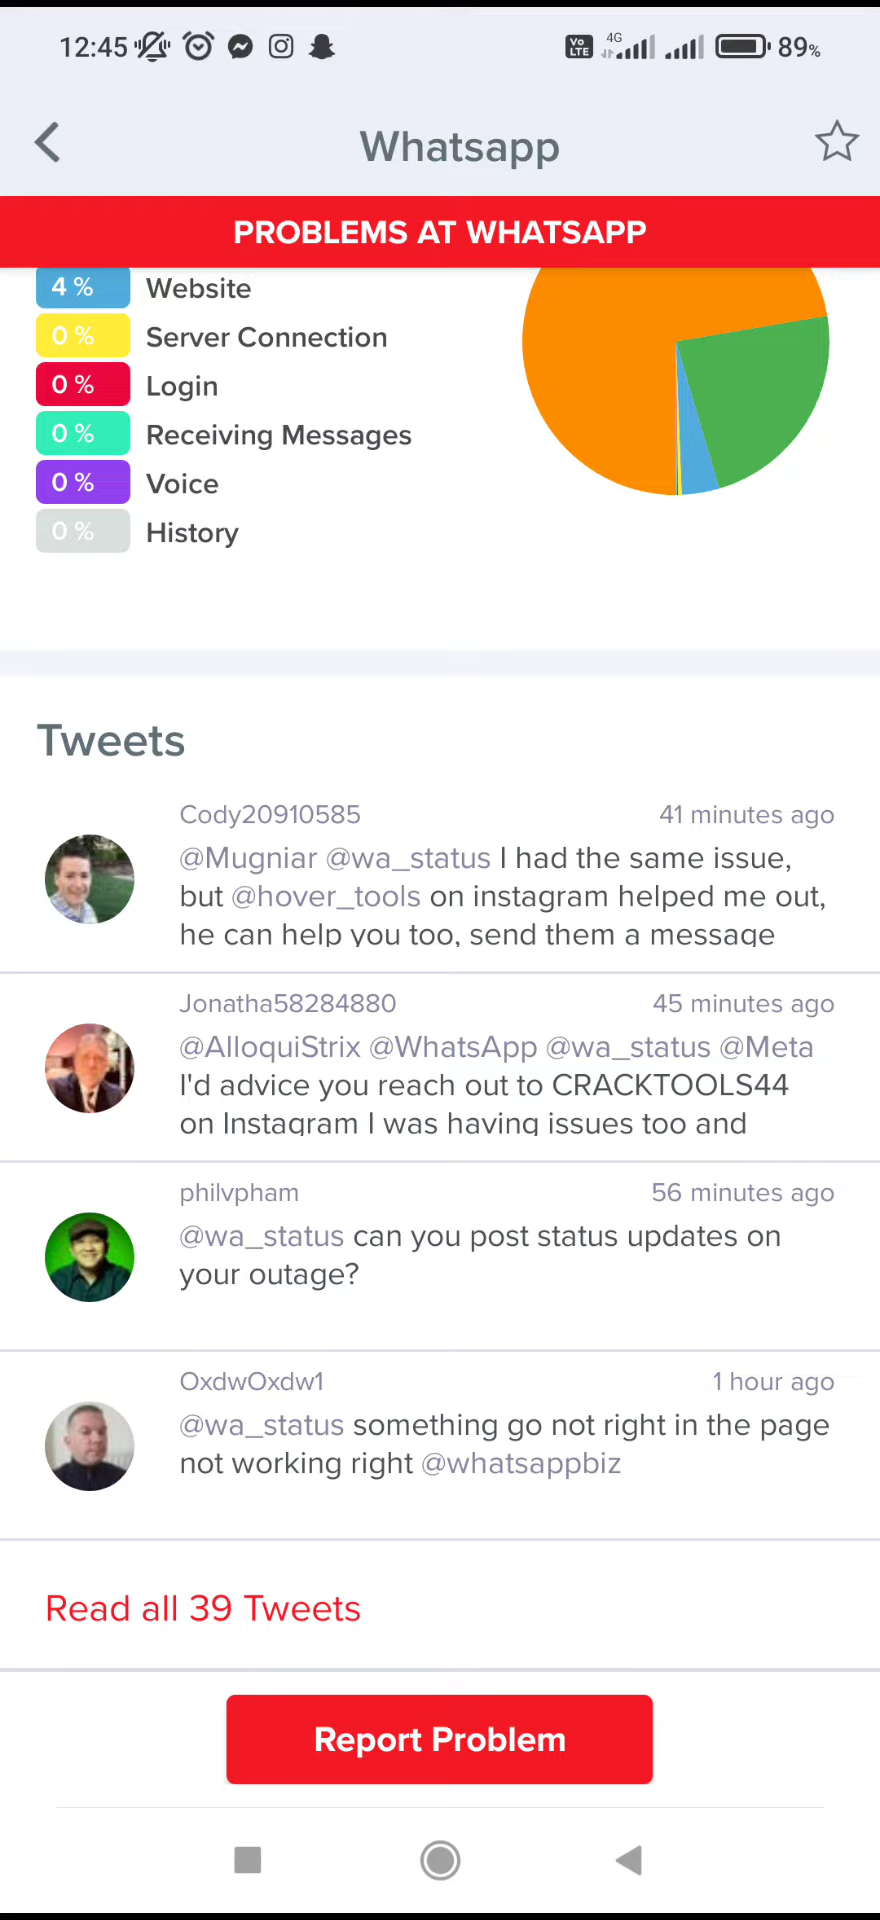 12:45
Vo LTE 4G 89%
Whatsapp
PROBLEMS AT WHATSAPP
4 % Website
0 % Server Connection
0 % Login
0 % Receiving Messages
0 % Voice
0 % History
Tweets
Cody20910585 41 minutes ago
@Mugniar @wa_status I had the same issue,
but @hover_tools on instagram helped me out,
he can help you too, send them a message
Jonatha58284880 45 minutes ago
@AlloquiStrix @WhatsApp @wa_status @Meta
I'd advice you reach out to CRACKTOOLS44
on Instagram I was having issues too and
philvpham 56 minutes ago
@wa_status can you post status updates on
your outage?
OxdwOxdw1 1 hour ago
@wa_status something go not right in the page
not working right @whatsappbiz
Read all 39 Tweets
Report Problem